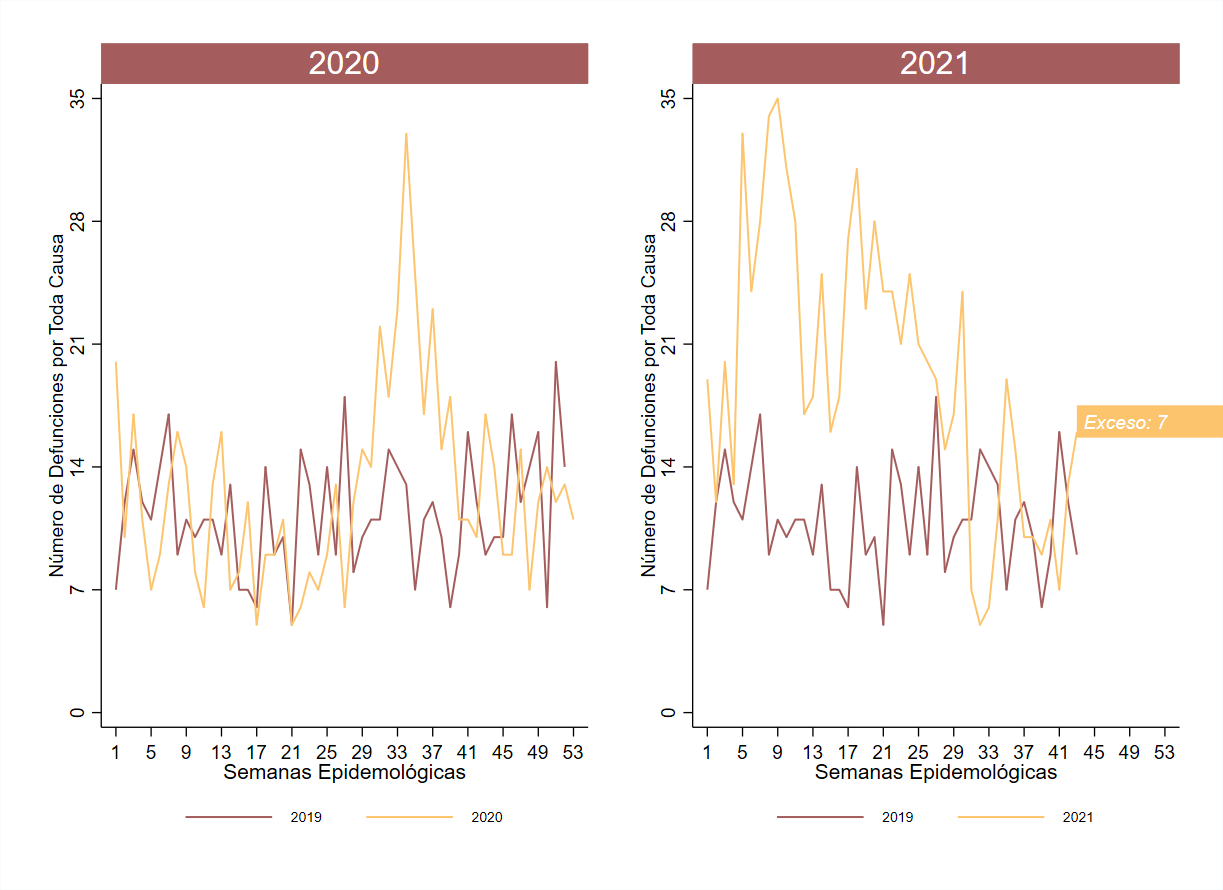 2020
Número de Defunciones por Toda Causa
35
28
21
14
7
0
1 5 9 13 17 21 25 29 33 37 41 45 49 53
Semanas Epidemológicas
2019 2020
2021
Número de Defunciones por Toda Causa
35
28
21
14
7
0
Exceso: 7
1 5 9 13 17 21 25 29 33 37 41 45 49 53
Semanas Epidemológicas
2019 2021